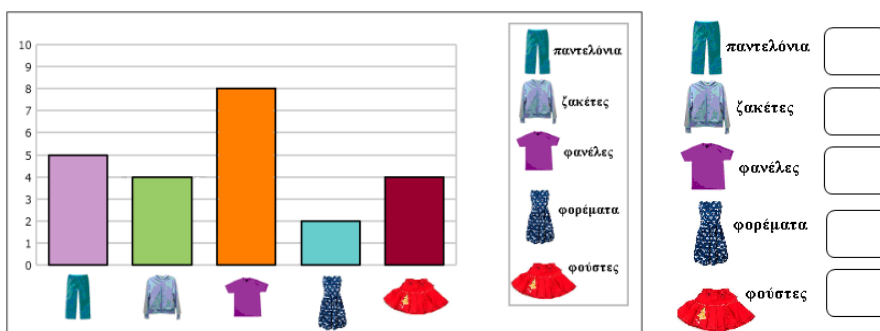 10
9
8
7
6
5
4
3
2
1
0
παντελόνια
ζακέτες
φανέλες
φορέματα
φούστες
παντελόνια
ζακέτες
φανέλες
φορέματα
φούστες